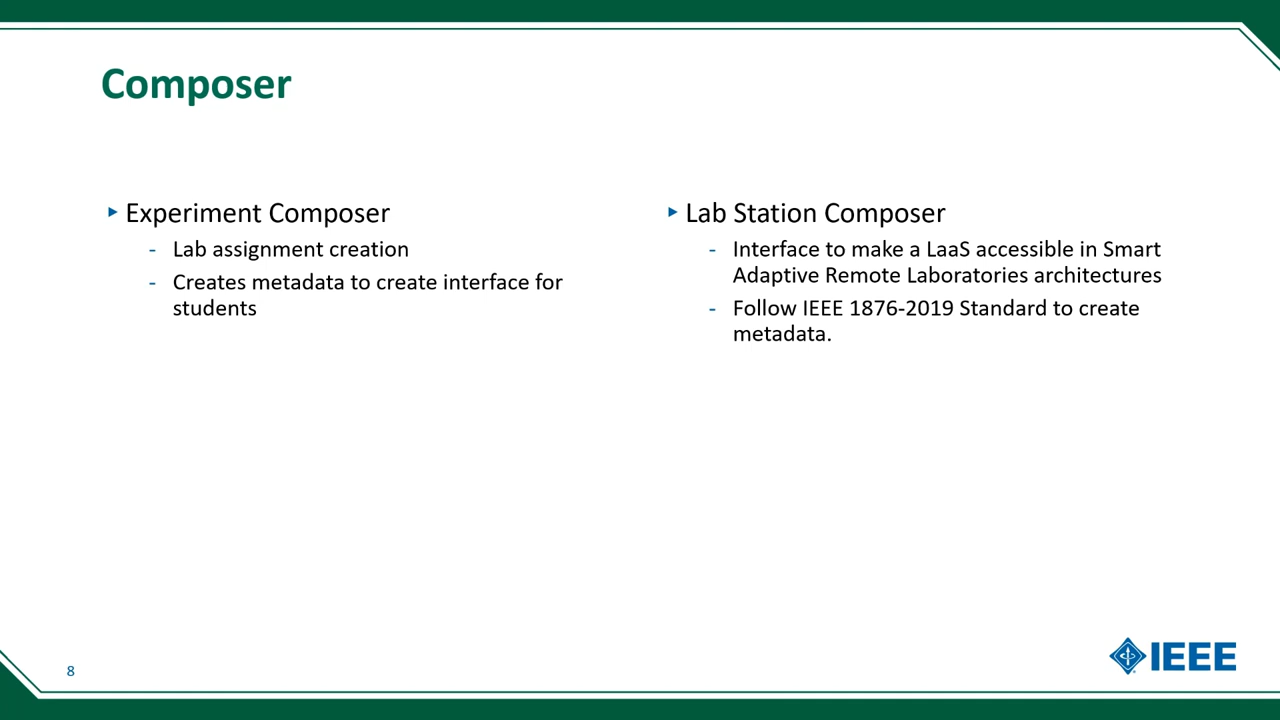 Composer
▸ Experiment Composer
- Lab assignment creation
- Creates metadata to create interface for
students
▸ Lab Station Composer
- Interface to make a LaaS accessible in Smart
Adaptive Remote Laboratories architectures
- Follow IEEE 1876-2019 Standard to create
metadata.
8
IEEE